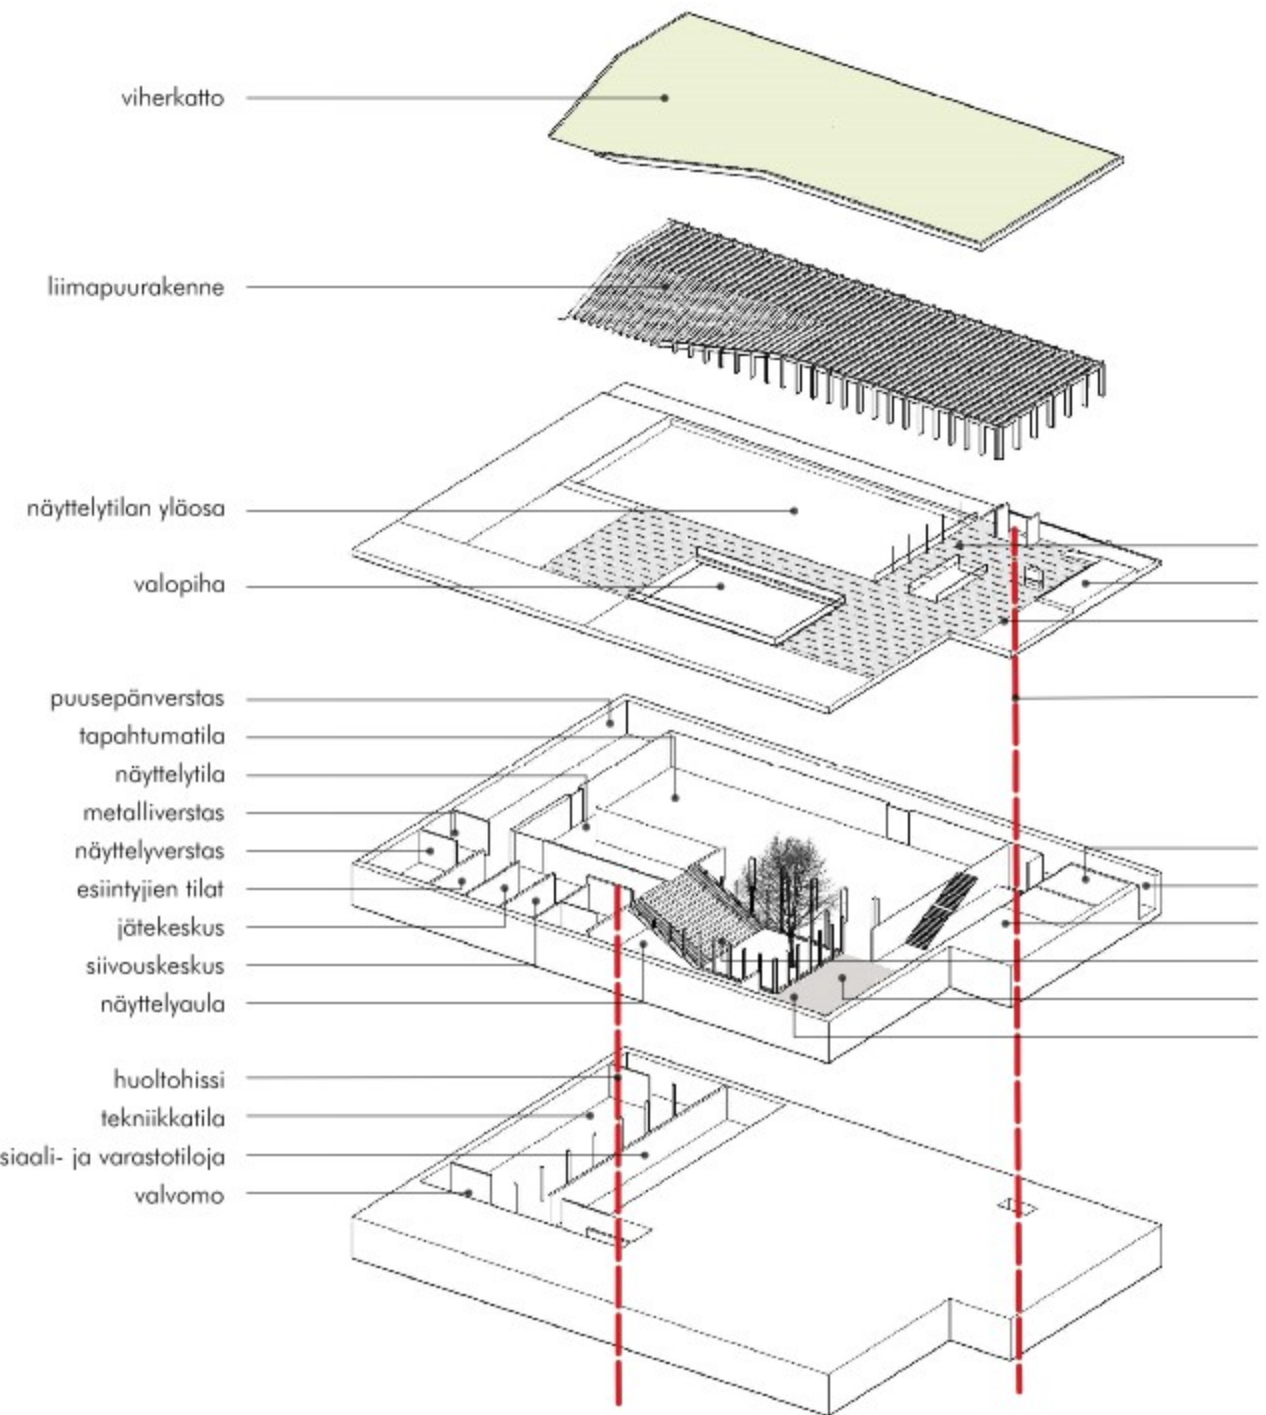 viherkatto
liimapuurakenne
näyttelytilan yläosa
valopiha
puusepänverstas
tapahtumatila
näyttelytila
metalliverstas
näyttelyverstas
esiintyjien tilat
jätekeskus
siivouskeskus
näyttelyaula
huoltohissi
tekniikkatila
siaali- ja varastotiloja
valvomo